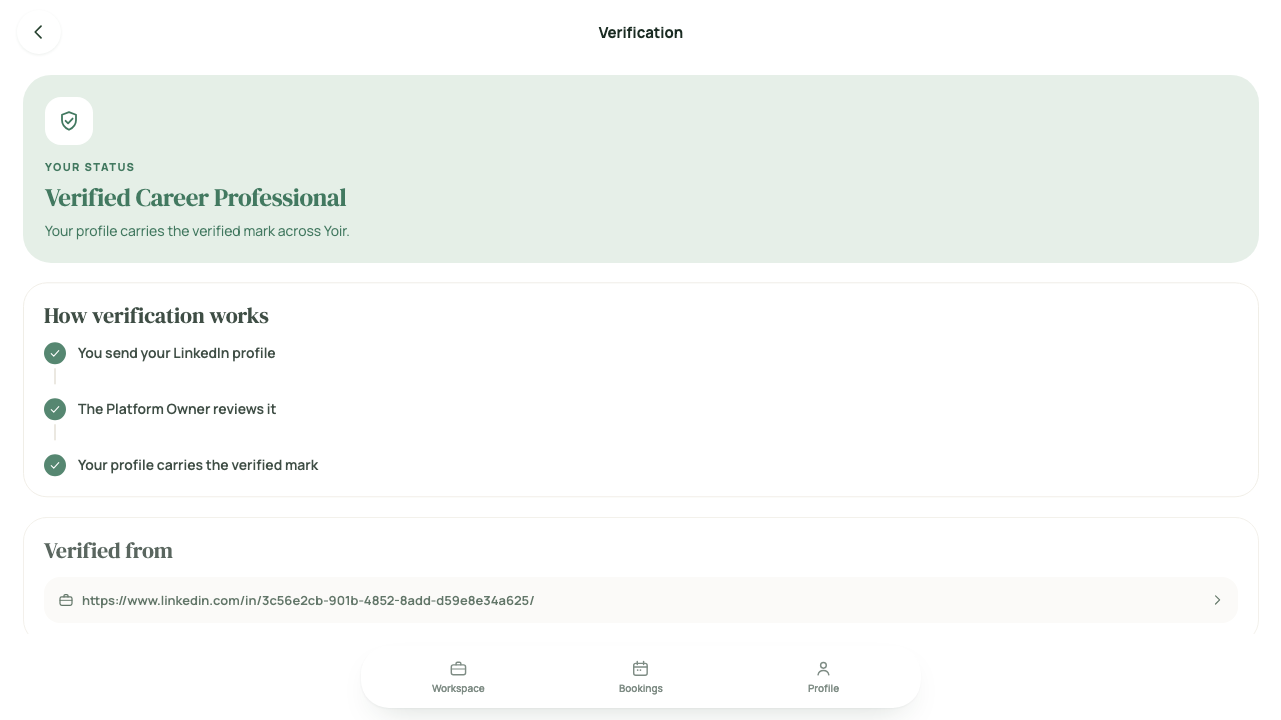 Verification
YOUR STATUS
Verified Career Professional
Your profile carries the verified mark across Yoir.
How verification works
You send your LinkedIn profile
The Platform Owner reviews it
Your profile carries the verified mark
Verified from
https://www.linkedin.com/in/3c56e2cb-901b-4852-8add-d59e8e34a625/
Workspace
Bookings
Profile